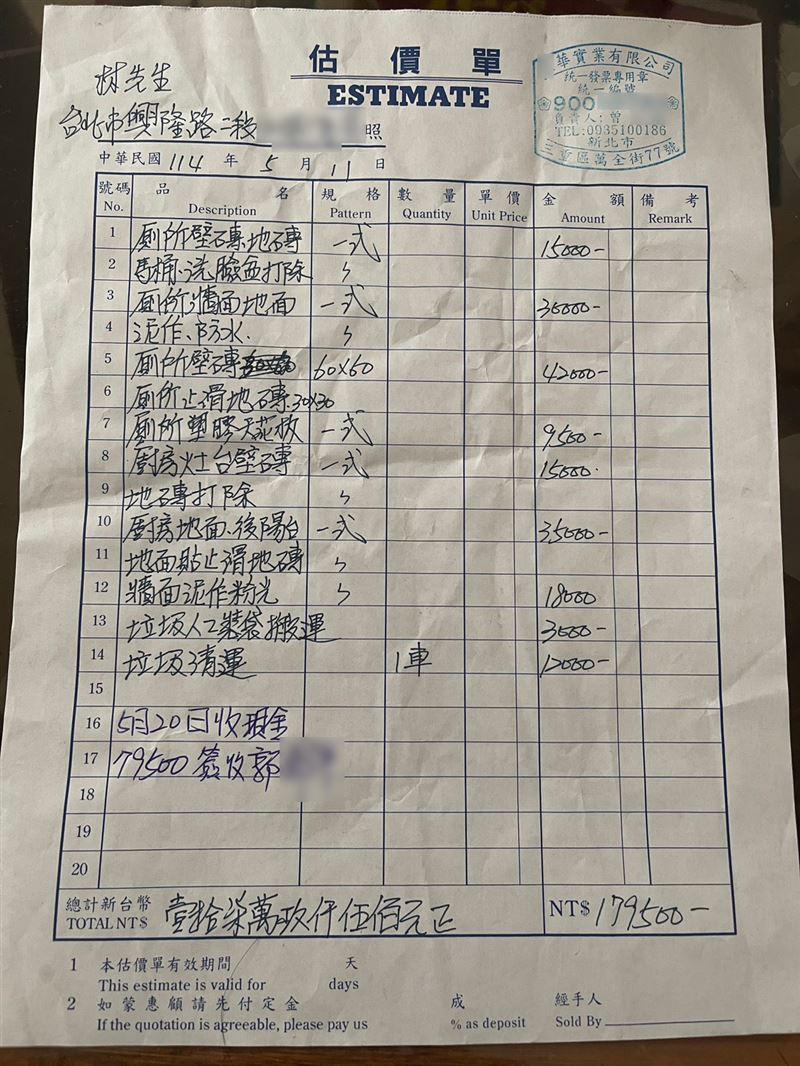 估價單
ESTIMATE
林先生
台北市興隆路二段 照
華實業有限公司
統一發票專用章
統一編號
900
負責人:曾
TEL:0935100186
新北市
三重區萬全街77號
中華民國 114 年 5 月 11 日
號碼 品名 規格 數量 單價 金額 備考
No. Description Pattern Quantity Unit Price Amount Remark
1 廁所壁磚.地磚 一式 15000-
2 馬桶.洗臉盆打除 〃
3 廁所牆面地面 一式 30000-
4 泥作、防水. 〃
5 廁所壁磚 60X60 42000-
6 廁所止滑地磚.30X30
7 廁所塑膠天花板 一式 9500-
8 廚房灶台壁磚 一式 15000.
9 地磚打除 〃
10 廚房地面、後陽台 一式 35000-
11 地面貼止滑地磚 〃
12 牆面泥作粉光 〃 18000
13 垃圾人工裝袋搬運 3000-
14 垃圾清運 1車 12000-
15
16 5月20日收現金
17 79500 簽收郭
18
19
20
總計新台幣 壹拾柒萬玖仟伍佰元正 NT$ 179500-
TOTAL NT$
1 本估價單有效期間 天
This estimate is valid for days
2 如蒙惠顧請先付定金 成 經手人
If the quotation is agreeable, please pay us % as deposit Sold By